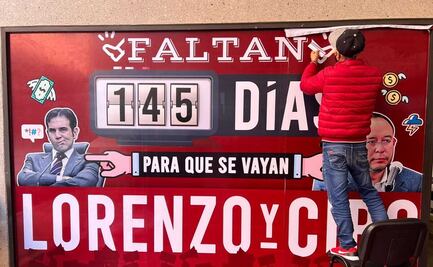 FALTAN
145 DÍAS
*!#?
PARA QUE SE VAYAN
LORENZO Y CIRO